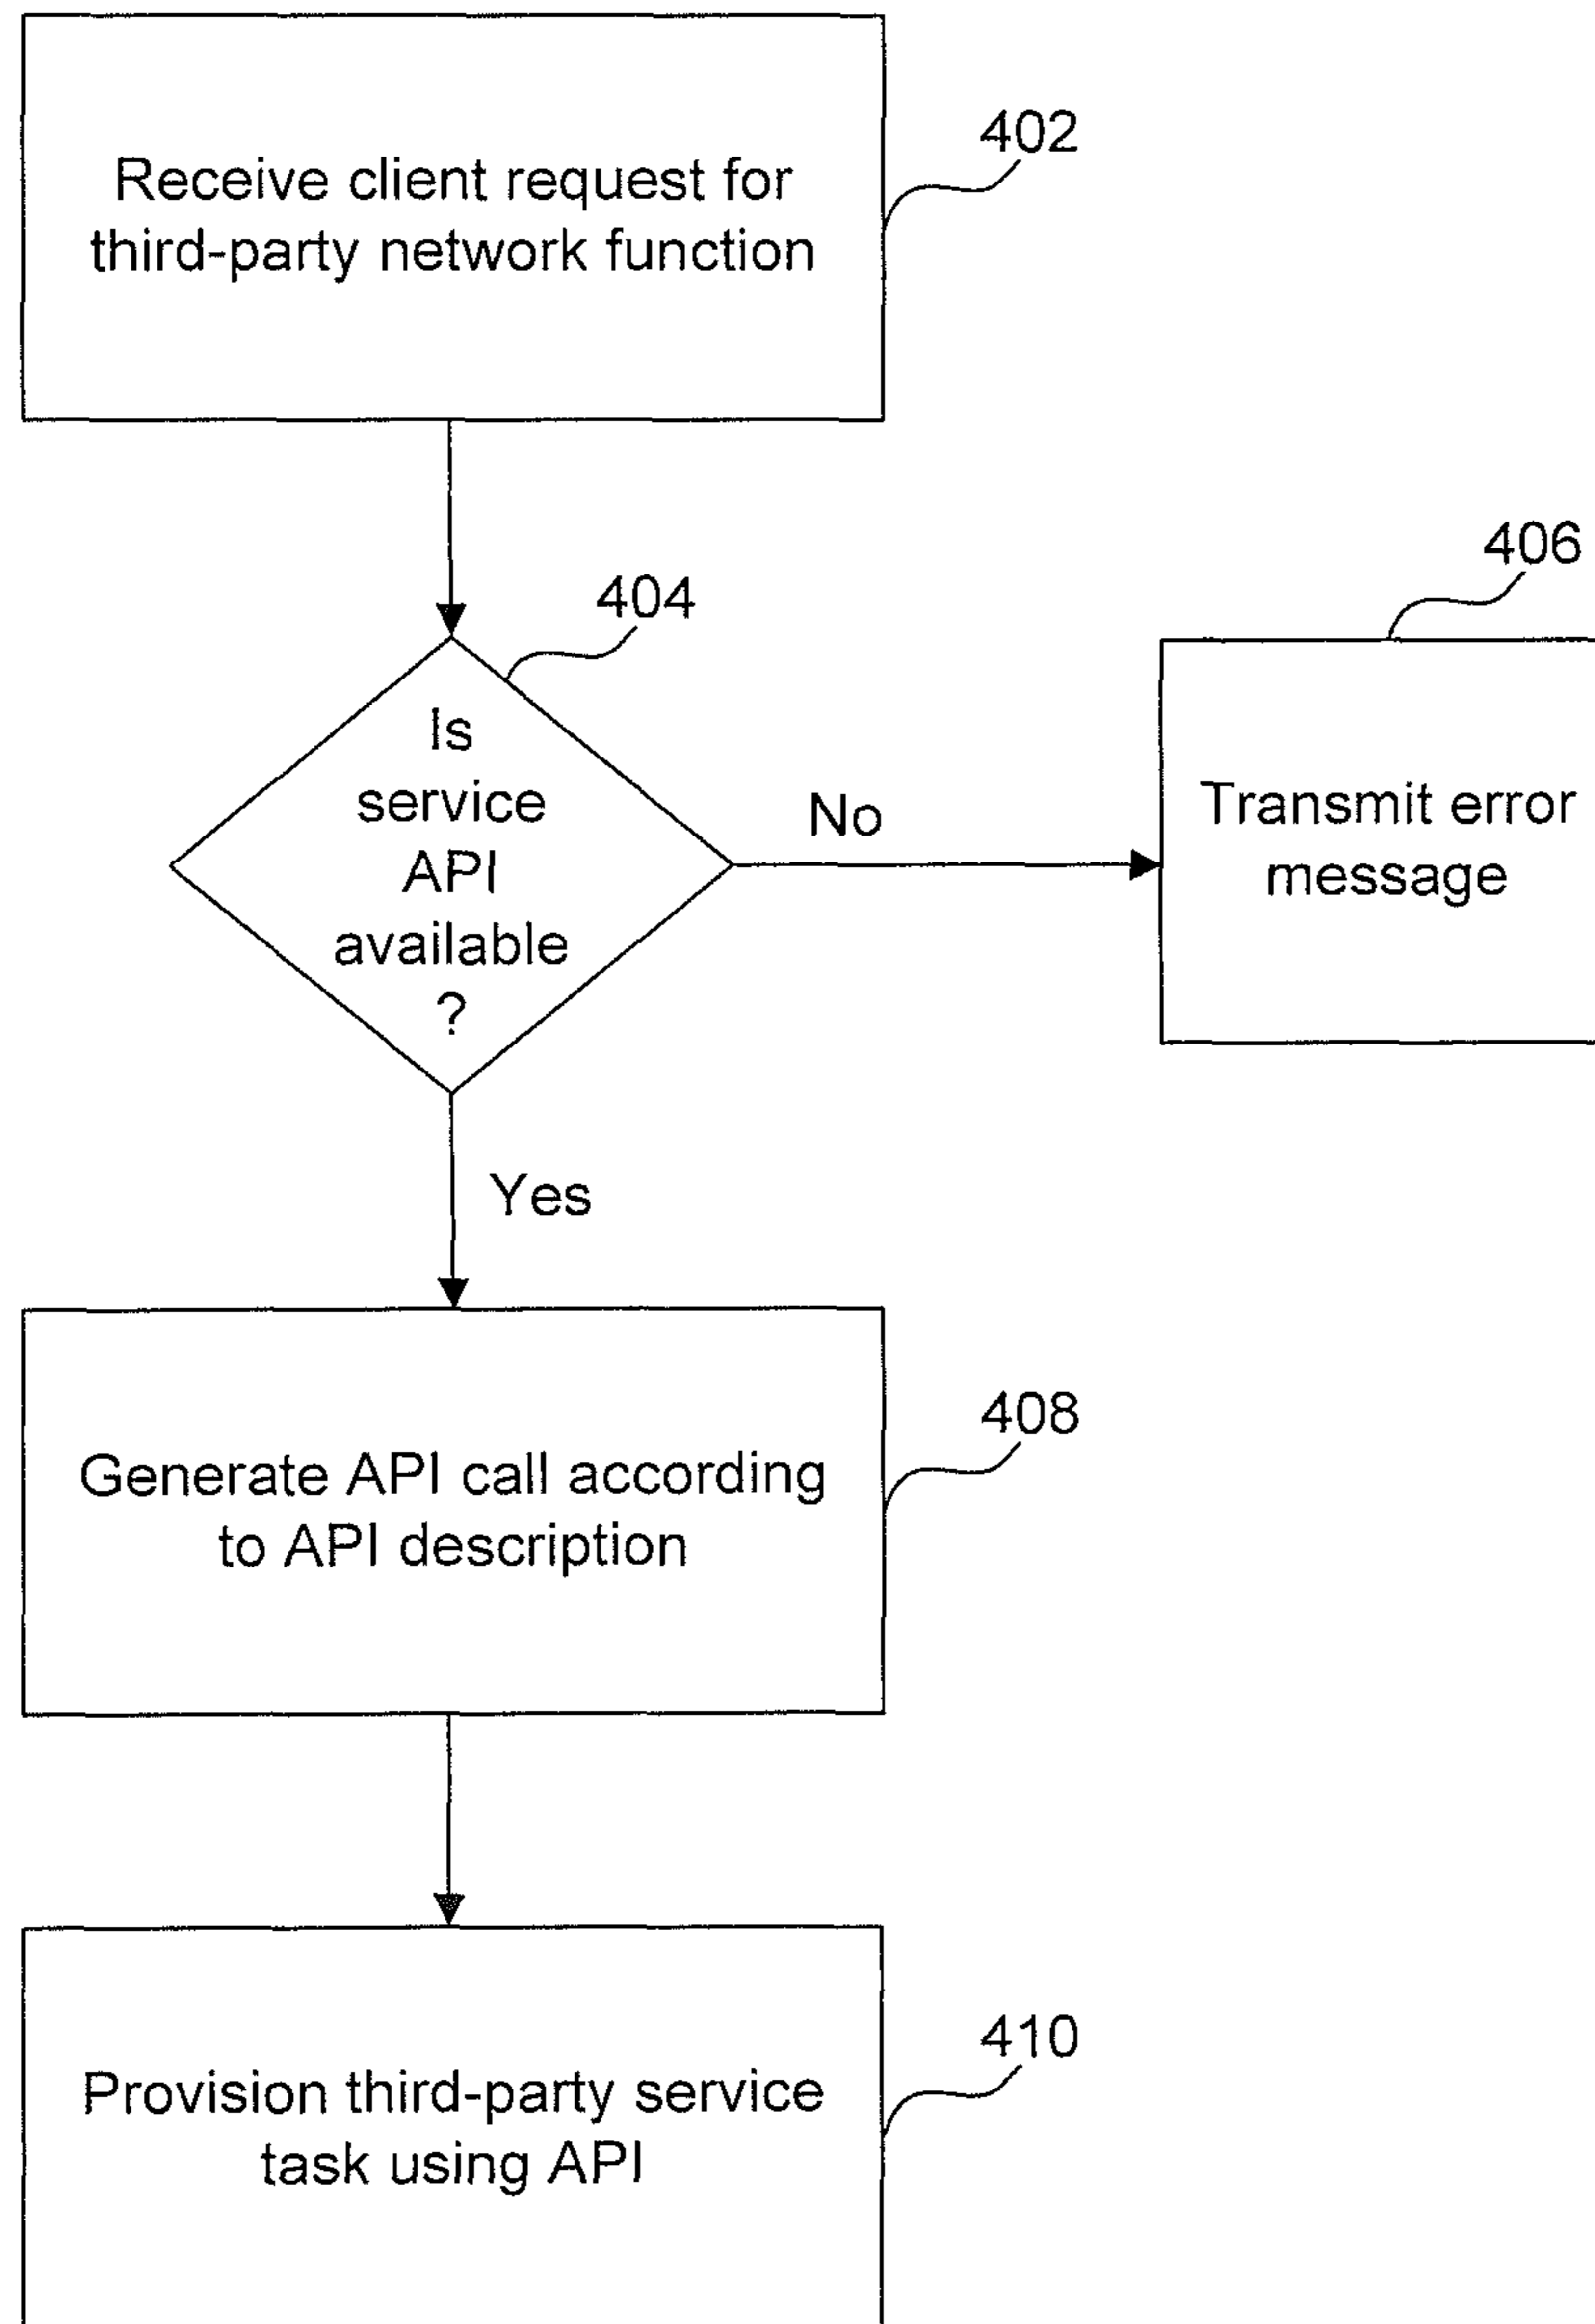 Receive client request for
third-party network function
402
404
Is
service
API
available
?
No
406
Transmit error
message
Yes
Generate API call according
to API description
408
Provision third-party service
task using API
410